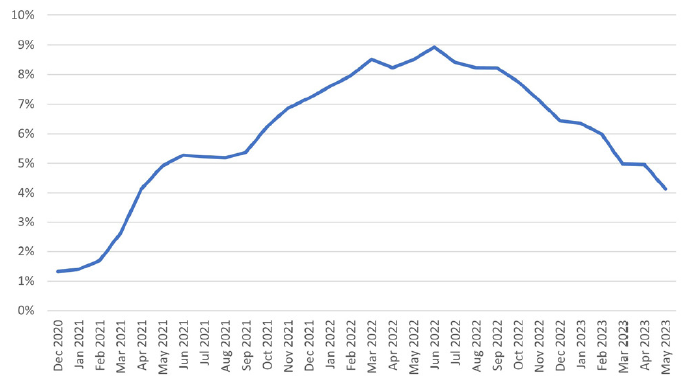 10%
9%
8%
7%
6%
5%
4%
3%
2%
1%
0%
Dec 2020
Jan 2021
Feb 2021
Mar 2021
Apr 2021
May 2021
Jun 2021
Jul 2021
Aug 2021
Sep 2021
Oct 2021
Nov 2021
Dec 2021
Jan 2022
Feb 2022
Mar 2022
Apr 2022
May 2022
Jun 2022
Jul 2022
Aug 2022
Sep 2022
Oct 2022
Nov 2022
Dec 2022
Jan 2023
Feb 2023
Mar 2023
Apr 2023
May 2023